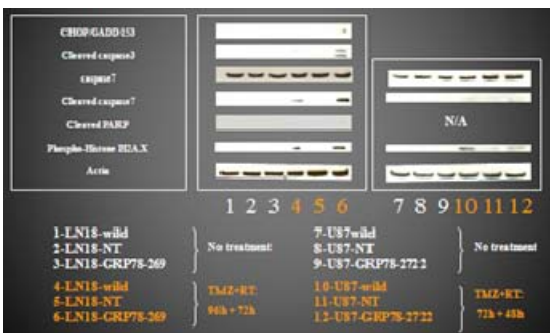 CHOP/GADD 153
Cleaved caspase3
caspase7
Cleaved caspase7
Cleaved PARP
Phospho-Histone H2A.X
Actin
N/A
1 2 3 4 5 6
7 8 9 10 11 12
1-LN18-wild
2-LN18-NT
3-LN18-GRP78-269
No treatment
4-LN18-wild
5-LN18-NT
6-LN18-GRP78-269
TMZ+RT:
96h + 72h
7-U87wild
8-U87-NT
9-U87-GRP78-2722
No treatment
10-U87-wild
11-U87-NT
12-U87-GRP78-2722
TMZ+RT:
72h + 48h